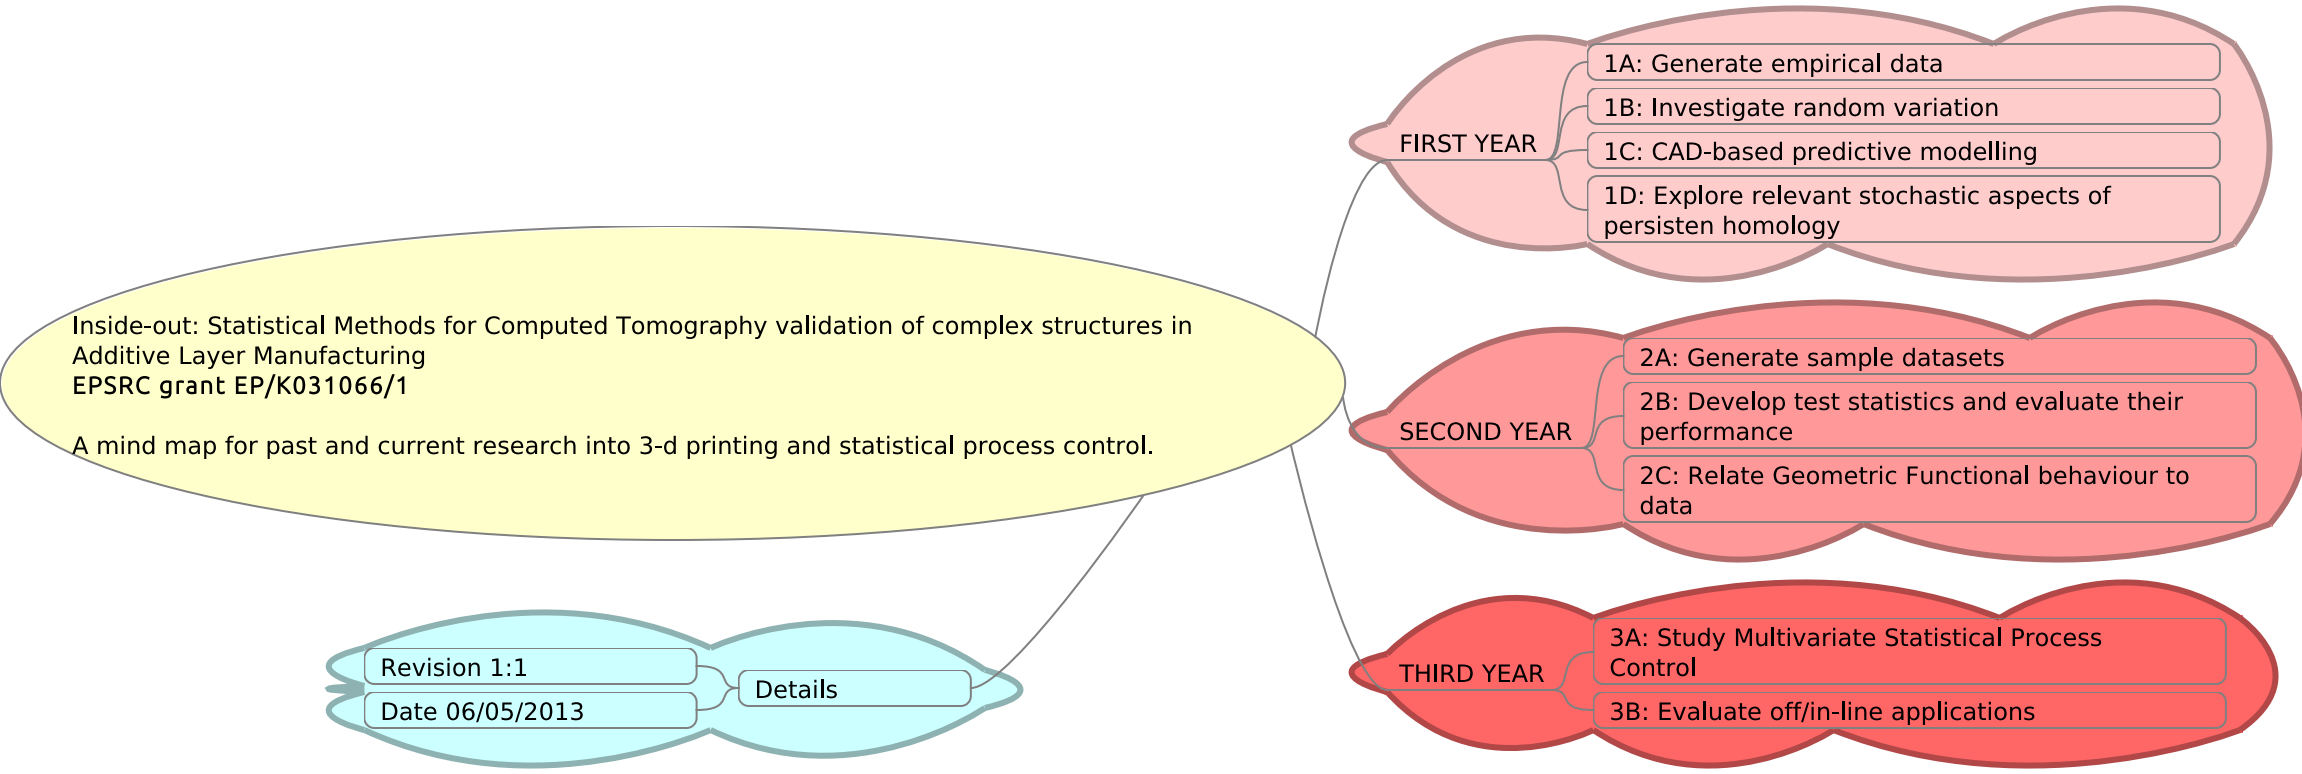 Inside-out: Statistical Methods for Computed Tomography validation of complex structures in
Additive Layer Manufacturing
EPSRC grant EP/K031066/1
A mind map for past and current research into 3-d printing and statistical process control.
FIRST YEAR
1A: Generate empirical data
1B: Investigate random variation
1C: CAD-based predictive modelling
1D: Explore relevant stochastic aspects of
persisten homology
SECOND YEAR
2A: Generate sample datasets
2B: Develop test statistics and evaluate their
performance
2C: Relate Geometric Functional behaviour to
data
THIRD YEAR
3A: Study Multivariate Statistical Process
Control
3B: Evaluate off/in-line applications
Details
Revision 1:1
Date 06/05/2013